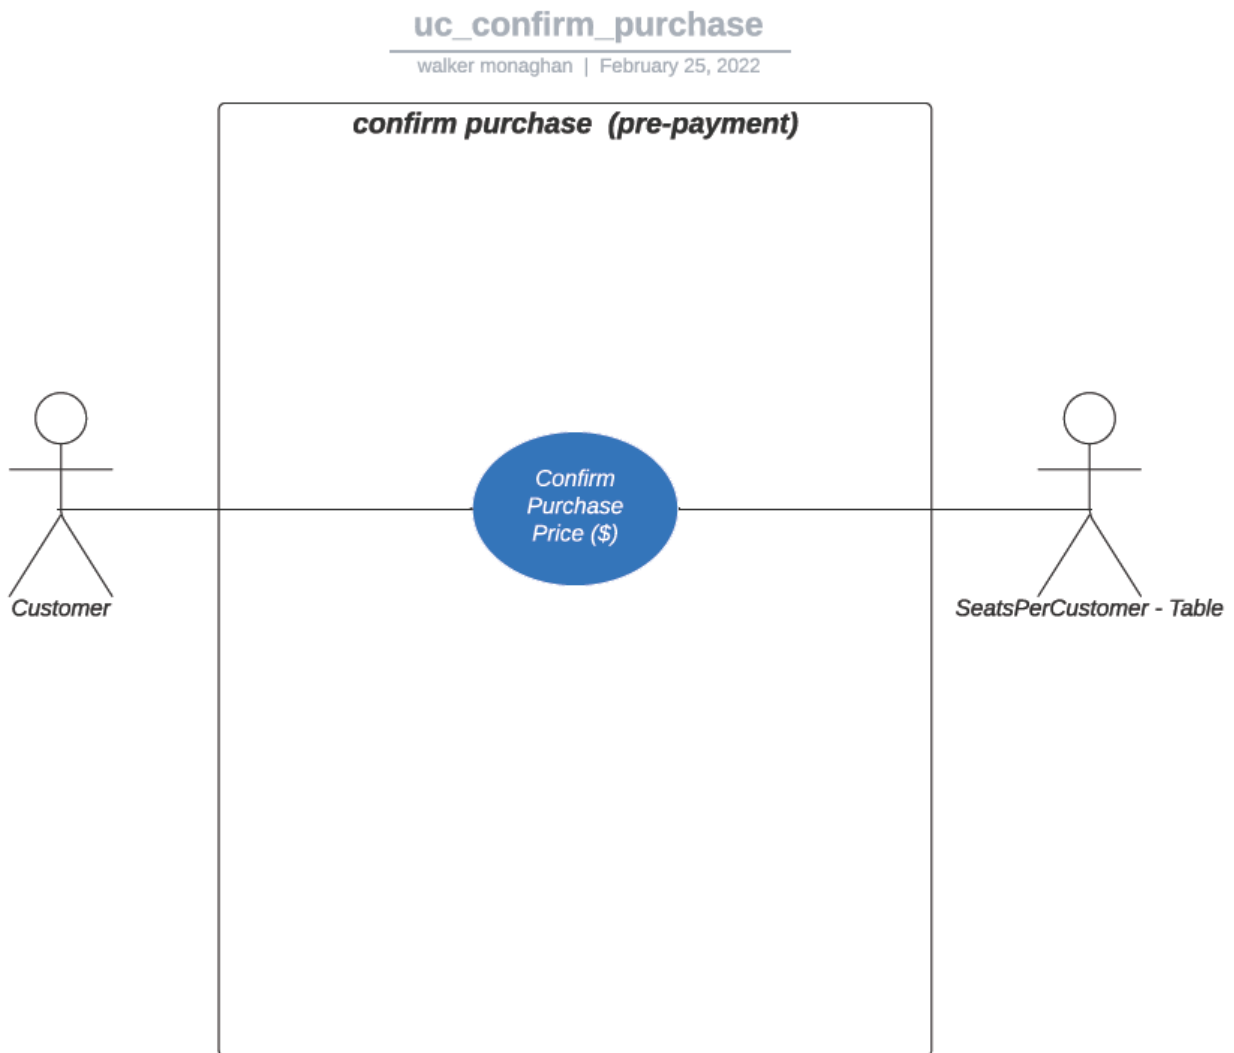 uc_confirm_purchase
walker monaghan | February 25, 2022
confirm purchase (pre-payment)
Confirm
Purchase
Price ($)
Customer
SeatsPerCustomer - Table